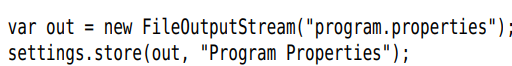 var out = new FileOutputStream("program.properties");
settings.store(out, "Program Properties");